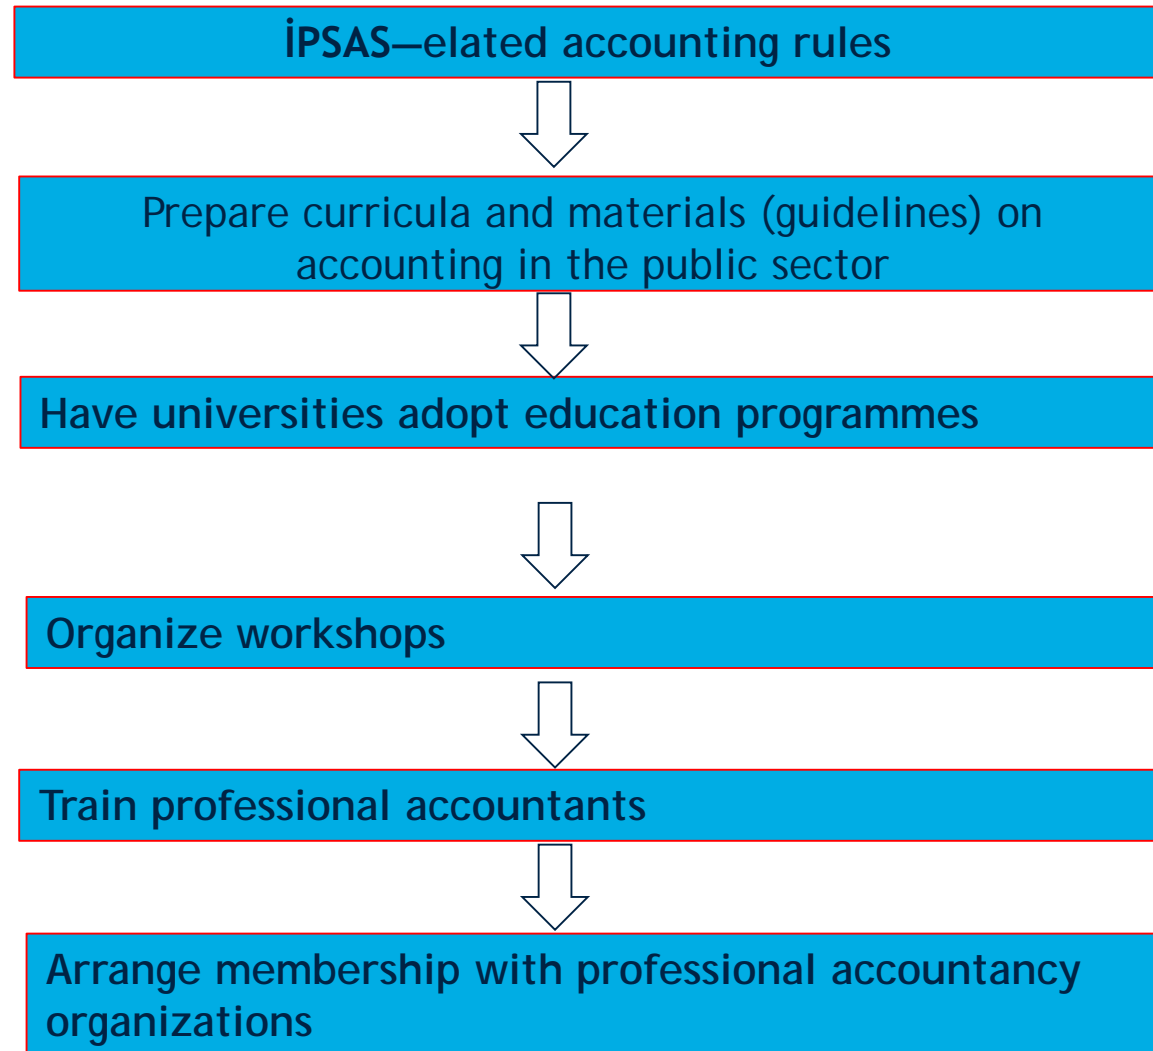 İPSAS—elated accounting rules
Prepare curricula and materials (guidelines) on
accounting in the public sector
Have universities adopt education programmes
Organize workshops
Train professional accountants
Arrange membership with professional accountancy
organizations